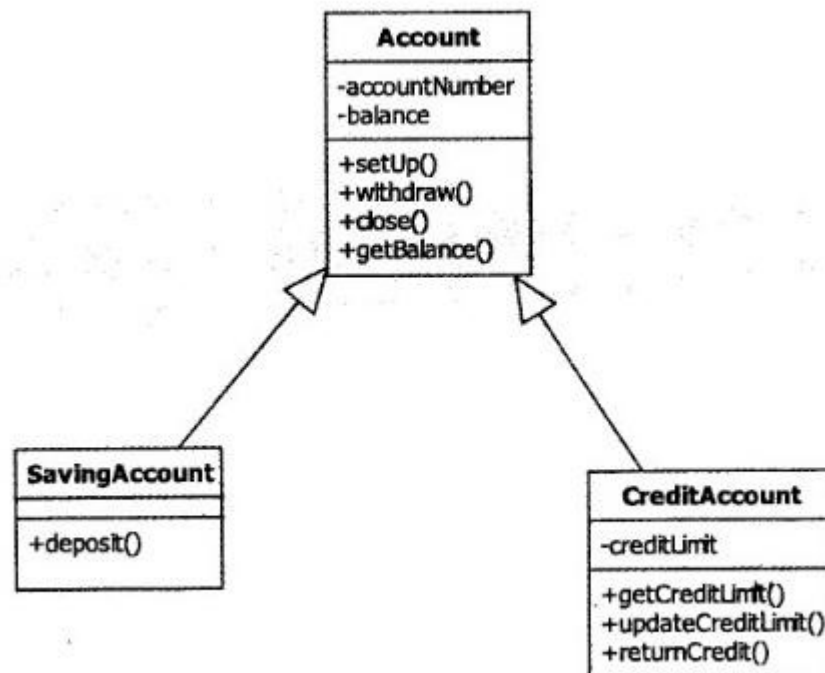 Account
-accountNumber
-balance
+setUp()
+withdraw()
+close()
+getBalance()
SavingAccount
+deposit()
CreditAccount
-creditLimit
+getCreditLimit()
+updateCreditLimit()
+returnCredit()